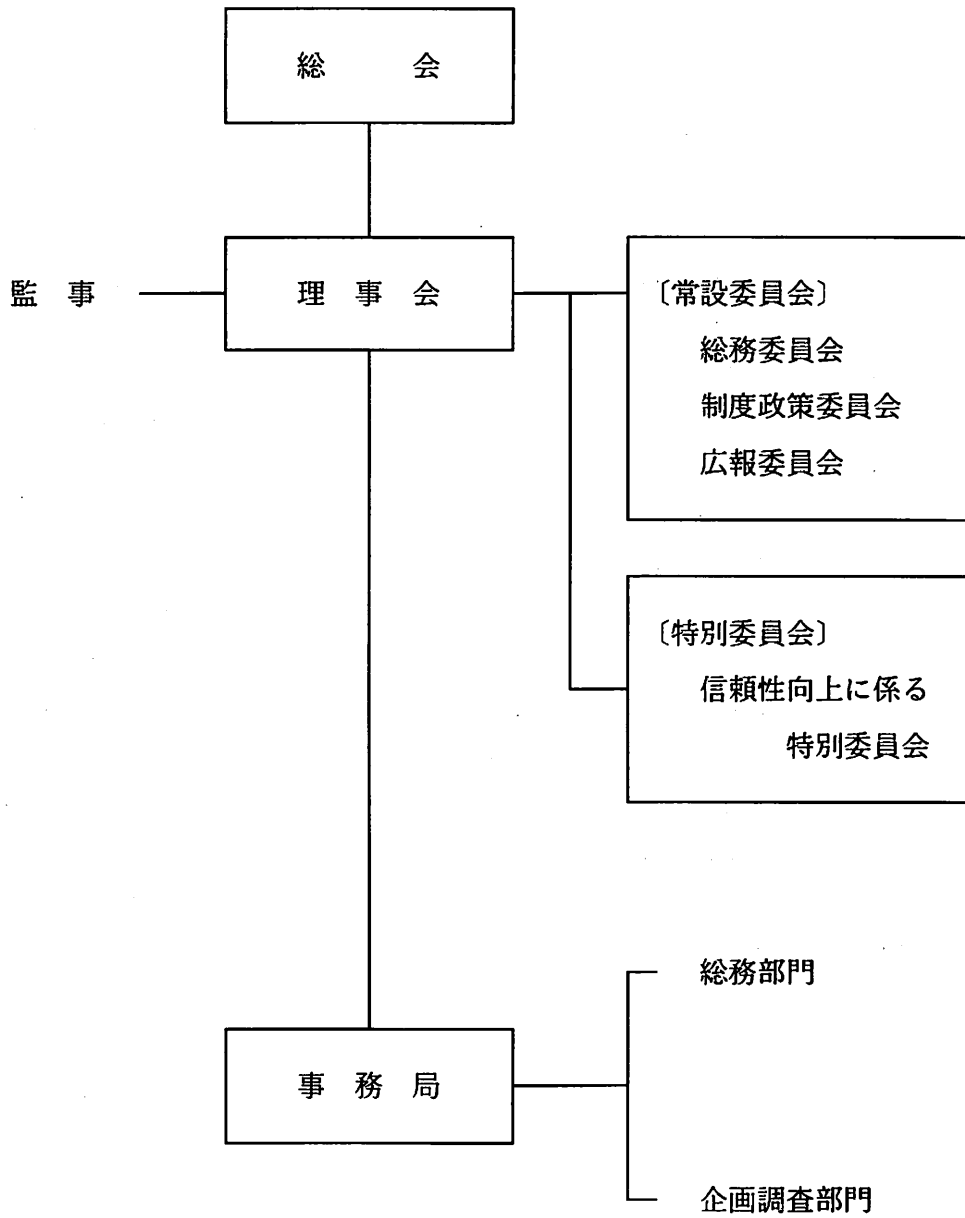 総 会
監 事
理 事 会
〔常設委員会〕
総務委員会
制度政策委員会
広報委員会
〔特別委員会〕
信頼性向上に係る
特別委員会
総務部門
事 務 局
企画調査部門